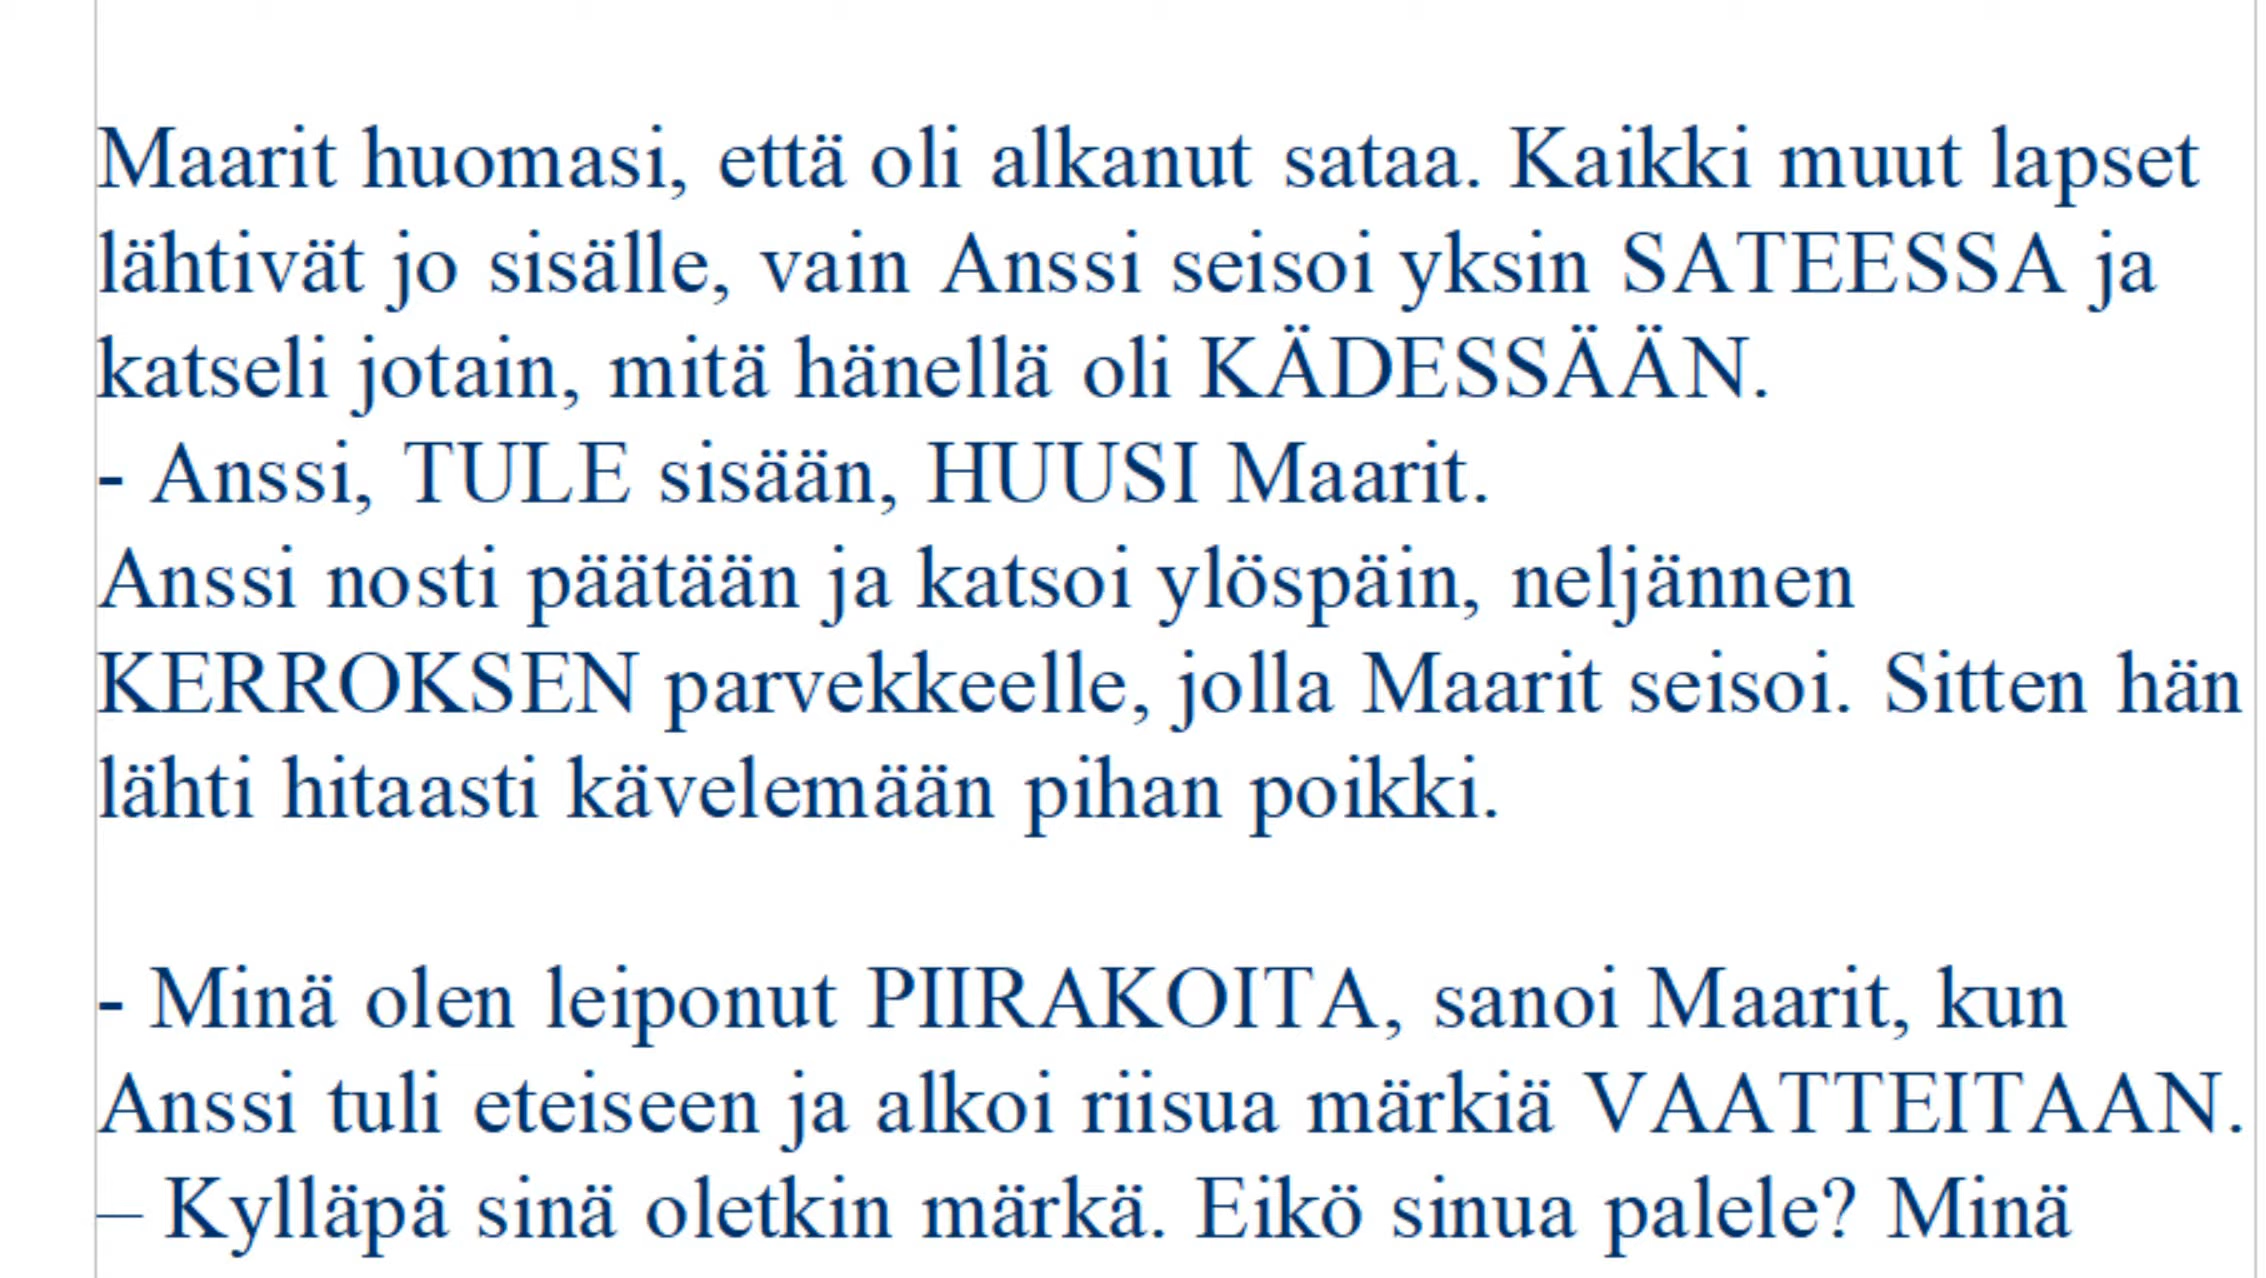 Maarit huomasi, että oli alkanut sataa. Kaikki muut lapset
lähtivät jo sisälle, vain Anssi seisoi yksin SATEESSA ja
katseli jotain, mitä hänellä oli KÄDESSÄÄN.
- Anssi, TULE sisään, HUUSI Maarit.
Anssi nosti päätään ja katsoi ylöspäin, neljännen
KERROKSEN parvekkeelle, jolla Maarit seisoi. Sitten hän
lähti hitaasti kävelemään pihan poikki.
- Minä olen leiponut PIIRAKOITA, sanoi Maarit, kun
Anssi tuli eteiseen ja alkoi riisua märkiä VAATTEITAAN.
– Kylläpä sinä oletkin märkä. Eikö sinua palele? Minä